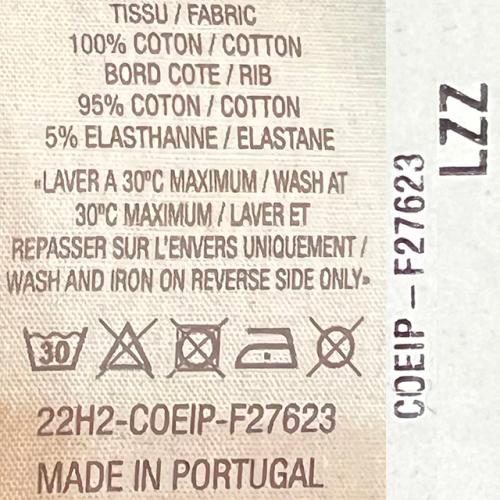 TISSU / FABRIC
100% COTON / COTTON
BORD COTE / RIB
95% COTON / COTTON
5% ELASTHANNE / ELASTANE
«LAVER A 30ºC MAXIMUM / WASH AT
30ºC MAXIMUM / LAVER ET
REPASSER SUR L'ENVERS UNIQUEMENT /
WASH AND IRON ON REVERSE SIDE ONLY»
30
22H2-COEIP-F27623
MADE IN PORTUGAL
COEIP - F27623
LZZ